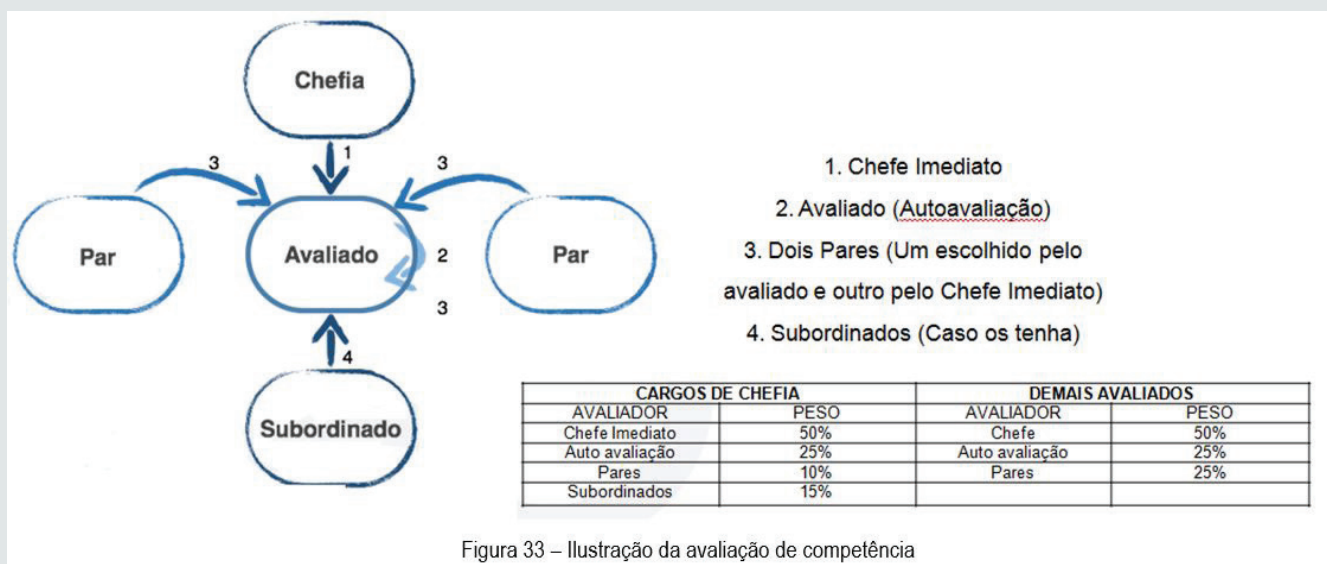 Chefia
1
3
3
Par
Avaliado
2
Par
3
4
Subordinado
1. Chefe Imediato
2. Avaliado (Autoavaliação)
3. Dois Pares (Um escolhido pelo
avaliado e outro pelo Chefe Imediato)
4. Subordinados (Caso os tenha)
CARGOS DE CHEFIA DEMAIS AVALIADOS
AVALIADOR PESO AVALIADOR PESO
Chefe Imediato 50% Chefe 50%
Auto avaliação 25% Auto avaliação 25%
Pares 10% Pares 25%
Subordinados 15%
Figura 33 – Ilustração da avaliação de competência